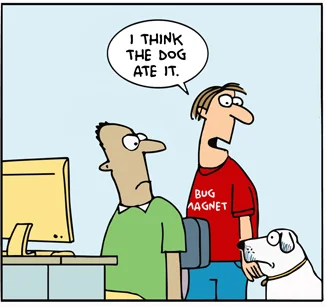 I THINK
THE DOG
ATE IT.
BUG
MAGNET